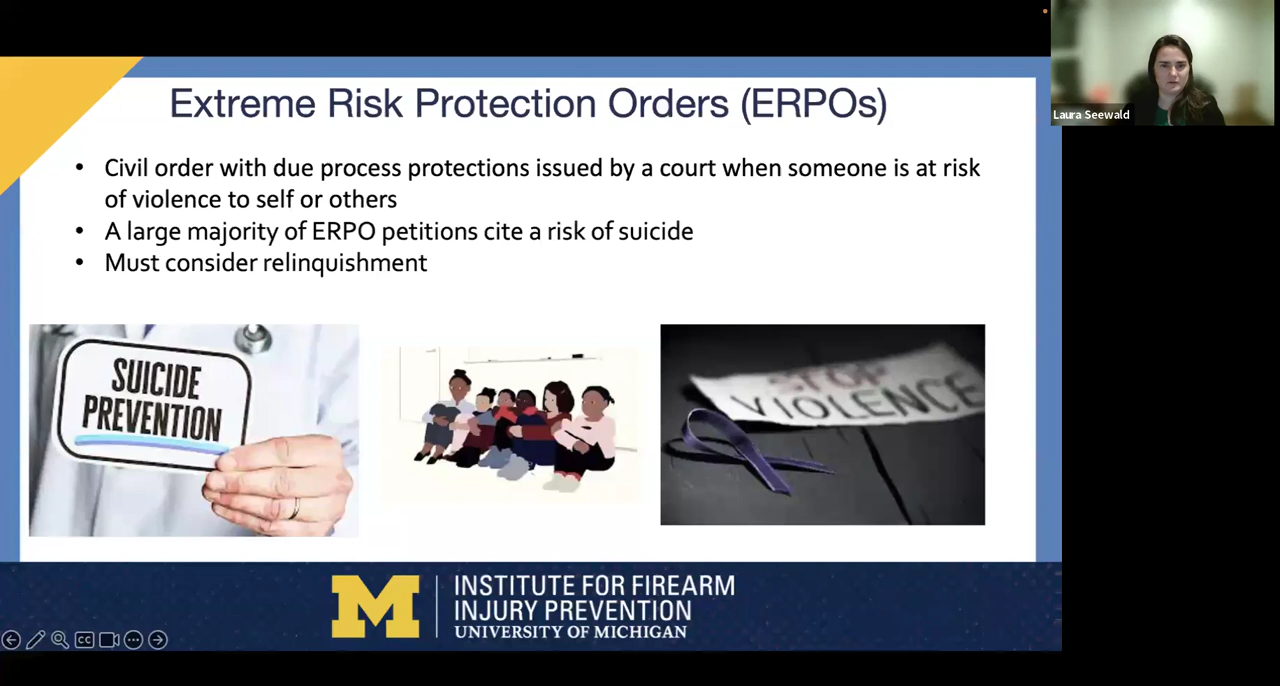 Extreme Risk Protection Orders (ERPOs)
Laura Seewald
• Civil order with due process protections issued by a court when someone is at risk
of violence to self or others
• A large majority of ERPO petitions cite a risk of suicide
• Must consider relinquishment
SUICIDE
PREVENTION
STOP
VIOLENCE
M
INSTITUTE FOR FIREARM
INJURY PREVENTION
UNIVERSITY OF MICHIGAN
CC